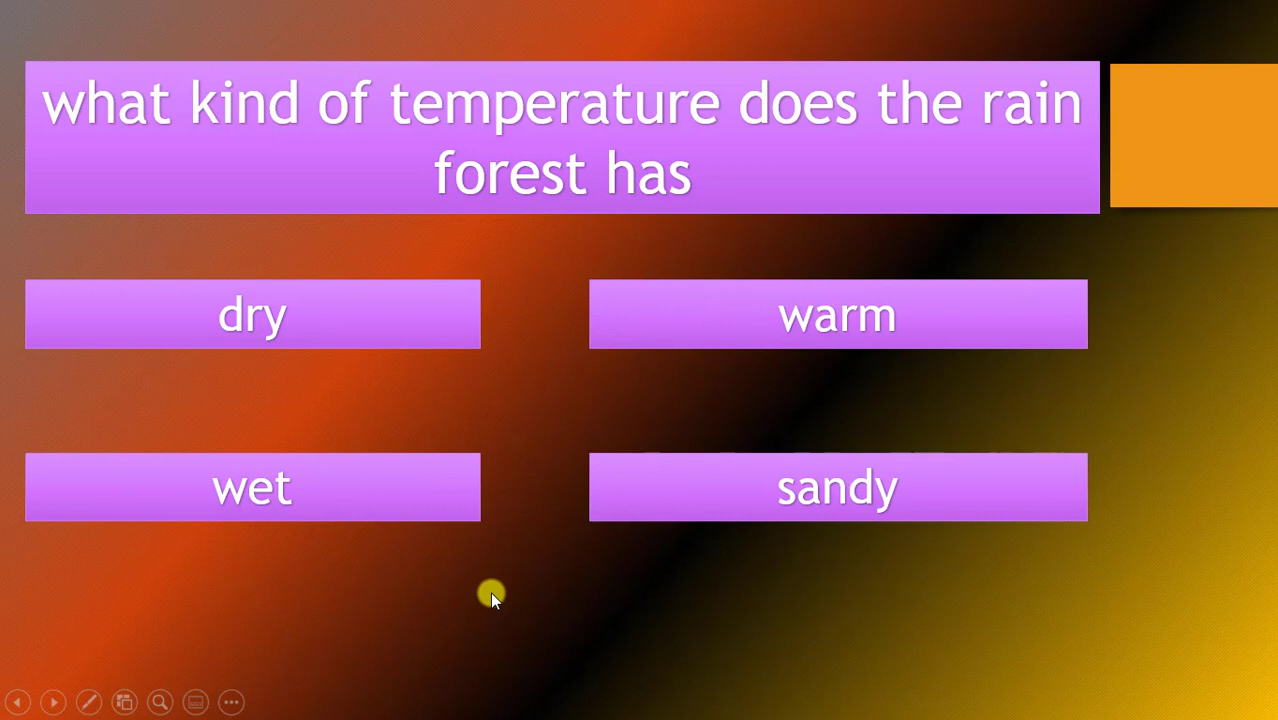 what kind of temperature does the rain
forest has
dry
warm
wet
sandy